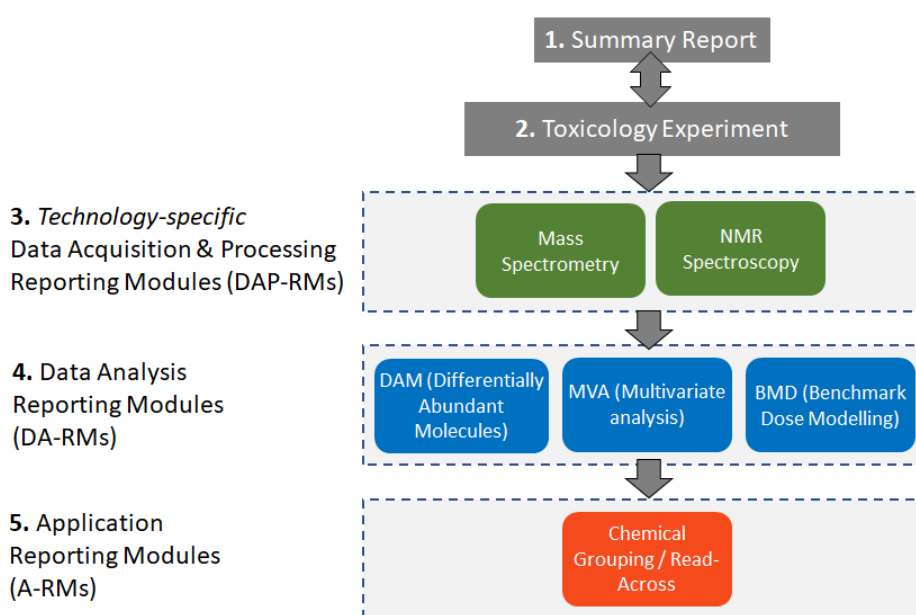 1. Summary Report
2. Toxicology Experiment
3. Technology-specific
Data Acquisition & Processing
Reporting Modules (DAP-RMs)
Mass
Spectrometry
NMR
Spectroscopy
4. Data Analysis
Reporting Modules
(DA-RMs)
DAM (Differentially
Abundant
Molecules)
MVA (Multivariate
analysis)
BMD (Benchmark
Dose Modelling)
5. Application
Reporting Modules
(A-RMs)
Chemical
Grouping / Read-
Across